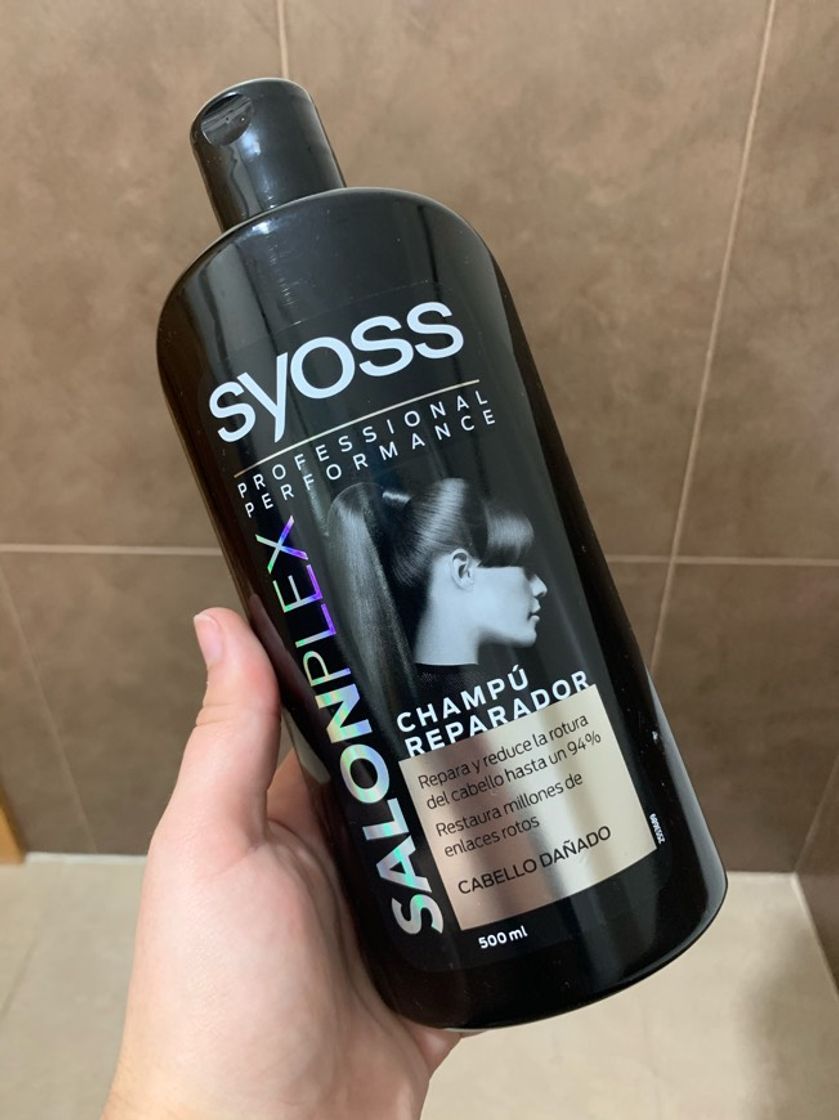 syoss
PROFESSIONAL
PERFORMANCE
SALONPLEX
CHAMPÚ
REPARADOR
Repara y reduce la rotura
del cabello hasta un 94%
Restaura millones de
enlaces rotos
CABELLO DAÑADO
500 ml